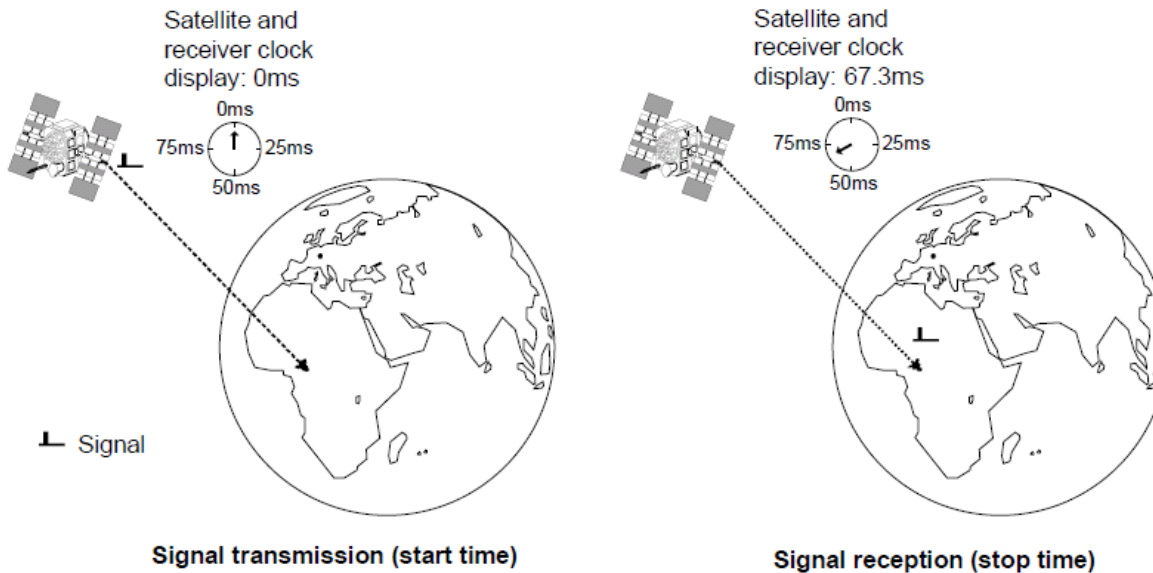 Satellite and
receiver clock
display: 0ms
0ms
75ms
25ms
50ms
Signal
Signal transmission (start time)
Satellite and
receiver clock
display: 67.3ms
0ms
75ms
25ms
50ms
Signal reception (stop time)